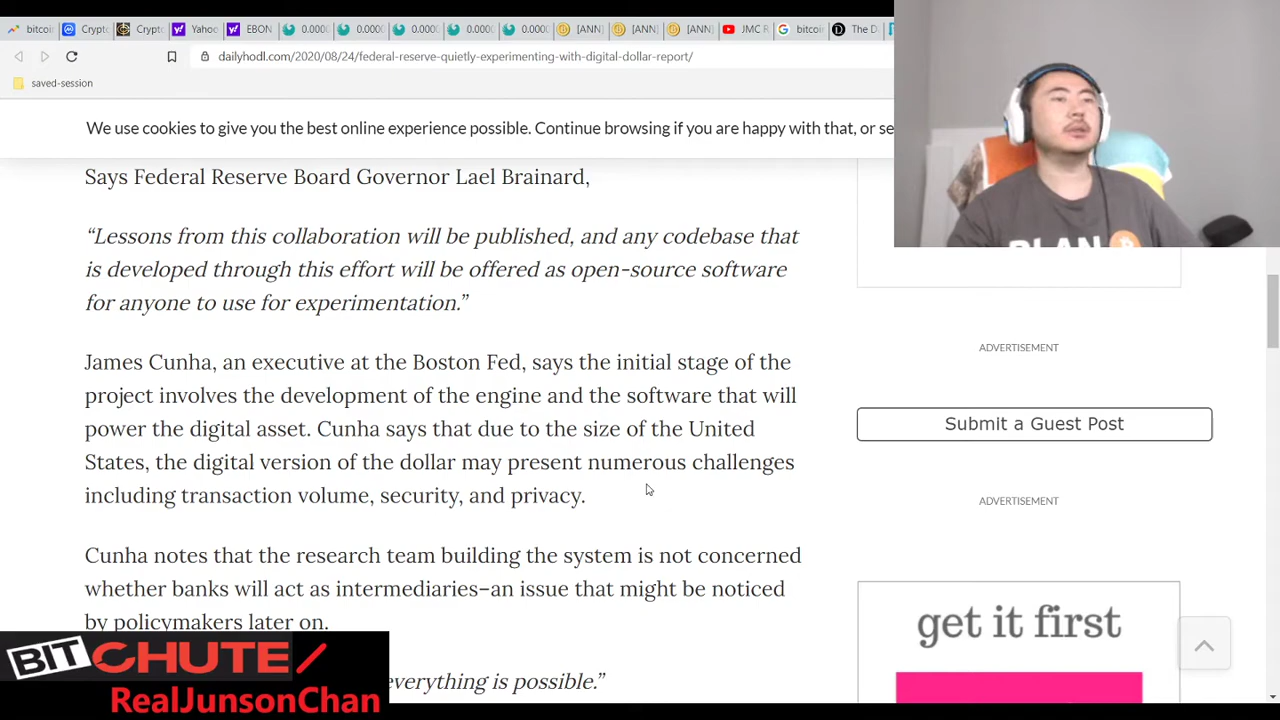 bitcoi
Crypto
Crypto
Yahoo
EBON
0.000
0.000
0.000
0.000
0.000
[ANN]
[ANN]
[ANN]
JMC R
bitcoi
The D
dailyhodl.com/2020/08/24/federal-reserve-quietly-experimenting-with-digital-dollar-report/
saved-session
We use cookies to give you the best online experience possible. Continue browsing if you are happy with that, or se
Says Federal Reserve Board Governor Lael Brainard,
“Lessons from this collaboration will be published, and any codebase that
is developed through this effort will be offered as open-source software
for anyone to use for experimentation.”
James Cunha, an executive at the Boston Fed, says the initial stage of the
project involves the development of the engine and the software that will
power the digital asset. Cunha says that due to the size of the United
States, the digital version of the dollar may present numerous challenges
including transaction volume, security, and privacy.
Cunha notes that the research team building the system is not concerned
whether banks will act as intermediaries–an issue that might be noticed
by policymakers later on.
everything is possible.”
PLAN B
ADVERTISEMENT
Submit a Guest Post
ADVERTISEMENT
get it first
BITCHUTE
RealJunsonChan